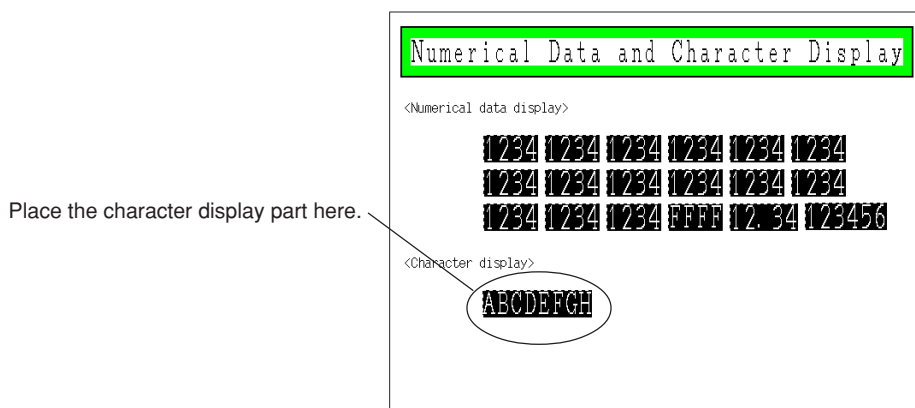 Numerical Data and Character Display
<Numerical data display>
1234 1234 1234 1234 1234 1234
1234 1234 1234 1234 1234 1234
1234 1234 1234 FFFF 12.34 123456
Place the character display part here.
<Character display>
ABCDEFGH